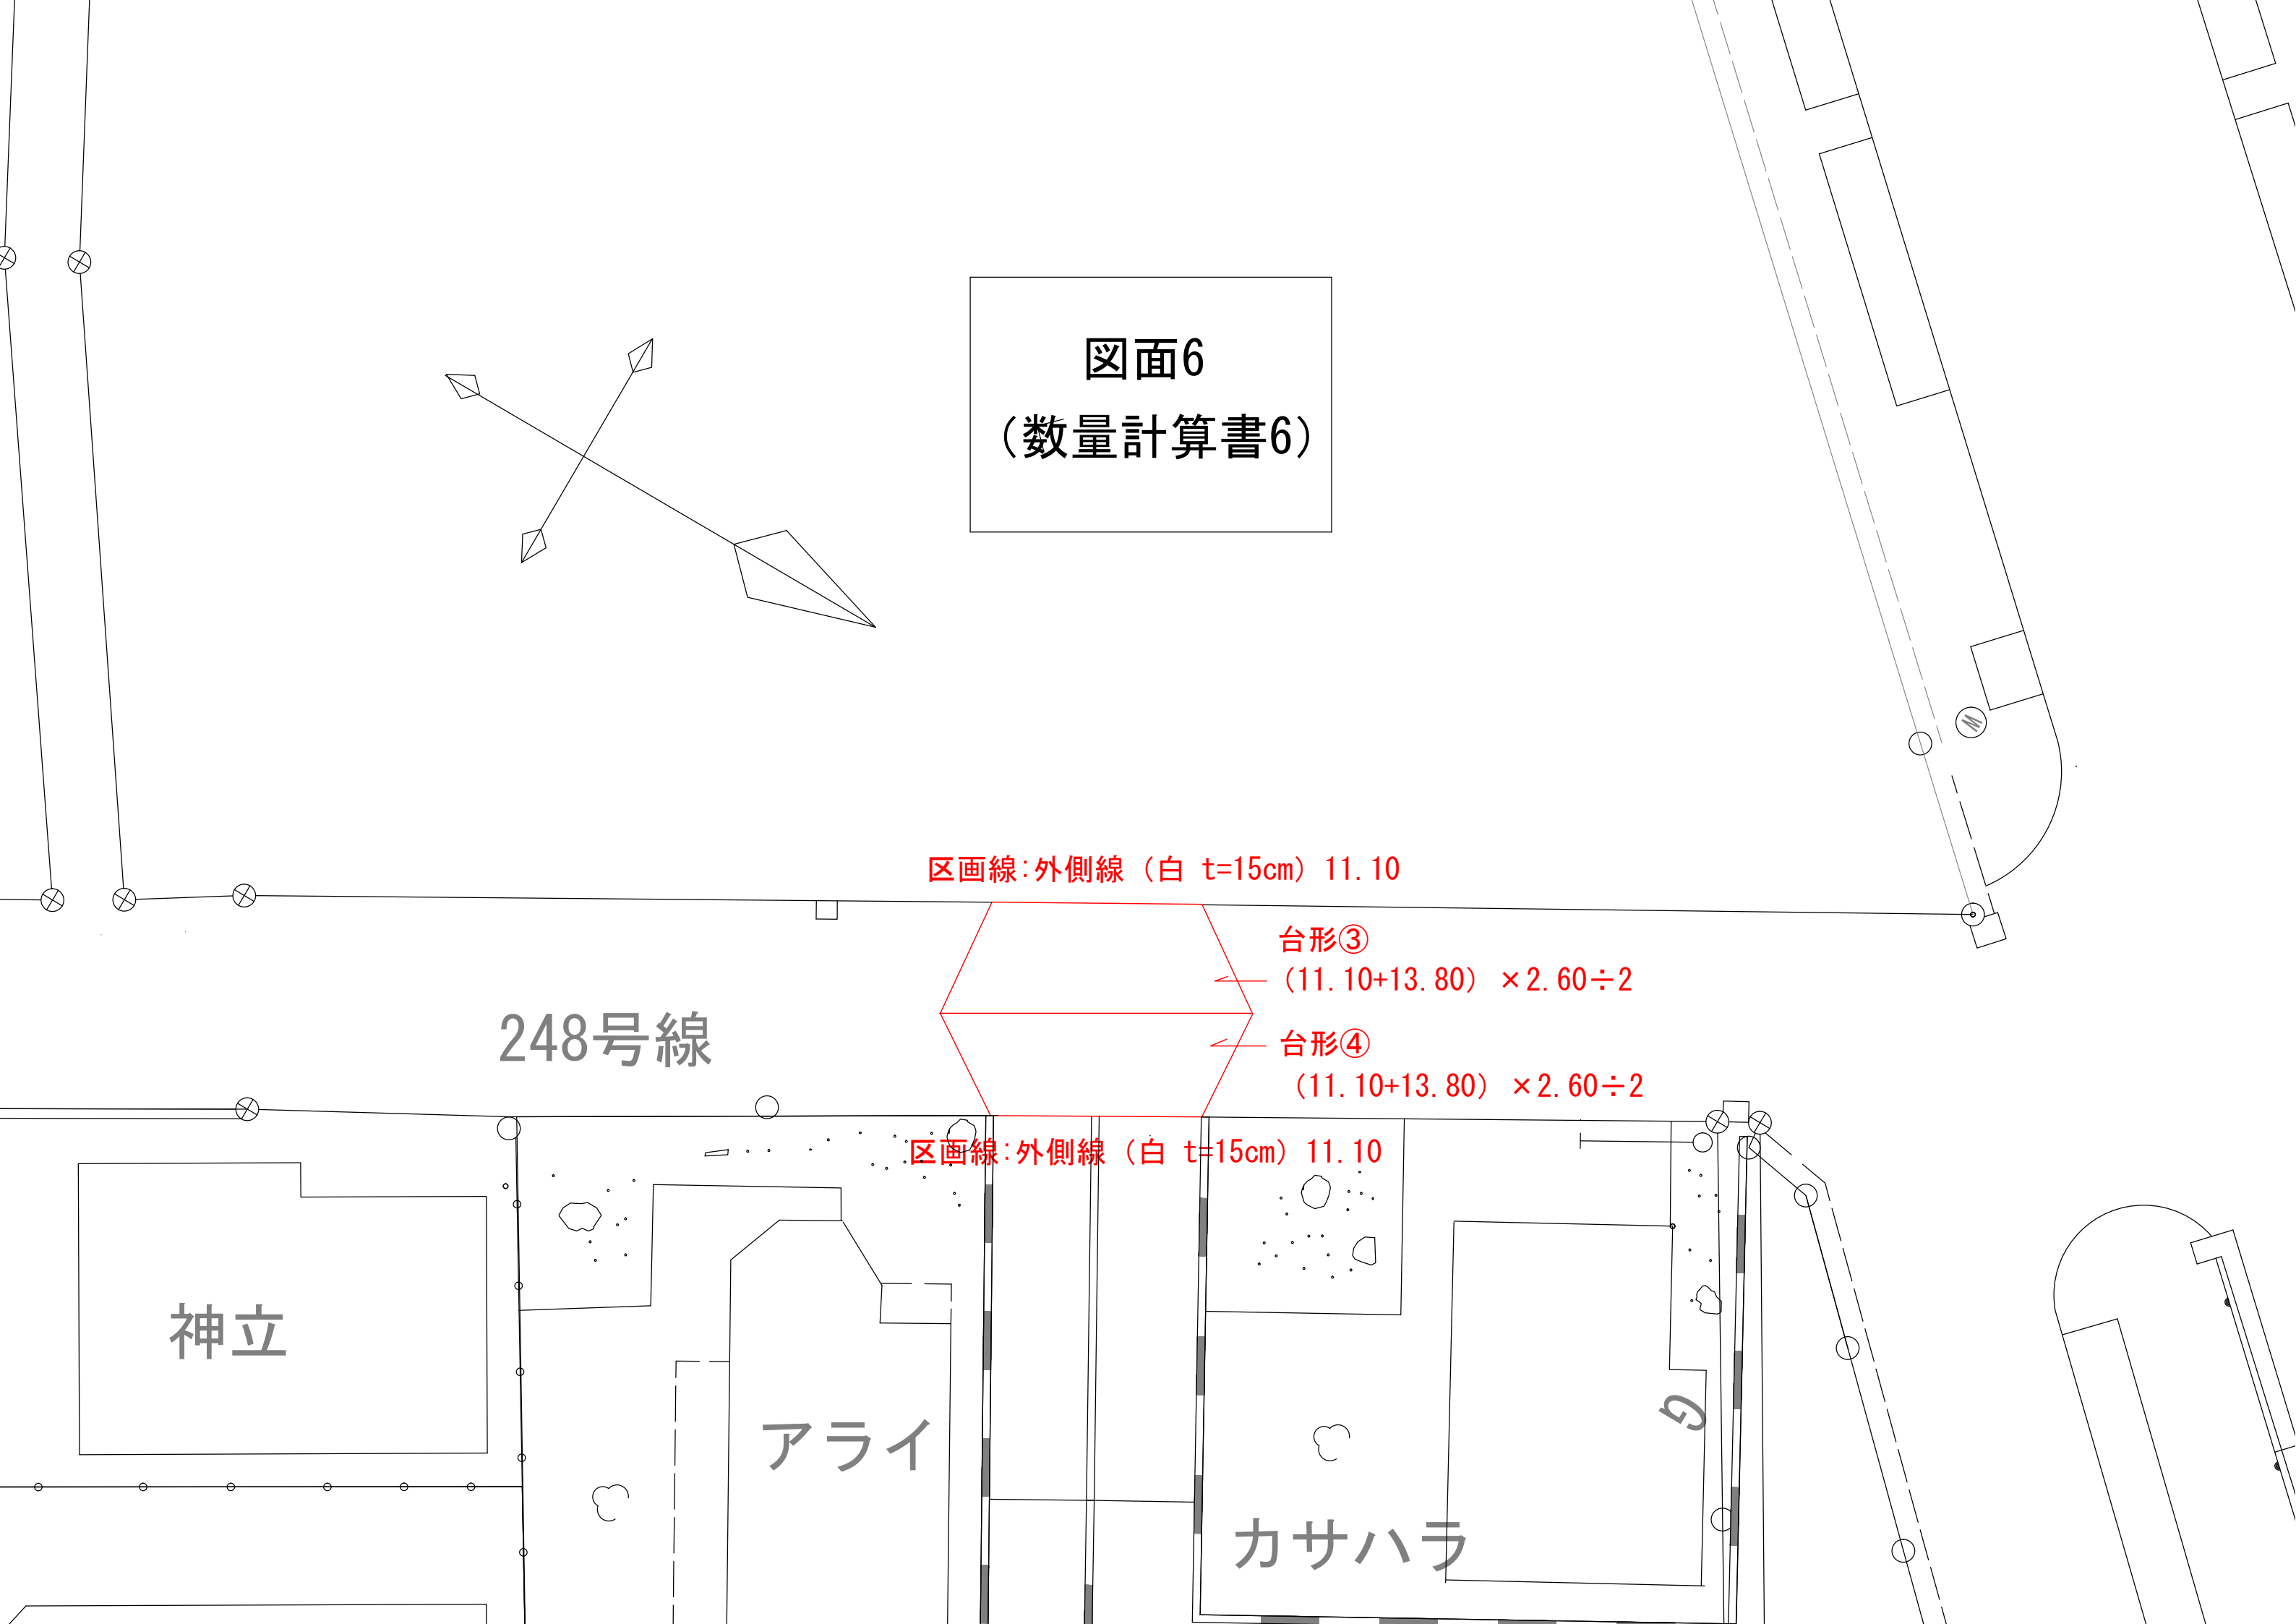 図面6
(数量計算書6)
M
区画線:外側線 (白 t=15cm) 11.10
台形③
(11.10+13.80) ×2.60÷2
248号線
台形④
(11.10+13.80) ×2.60÷2
区画線:外側線 (白 t=15cm) 11.10
神立
アライ
G
カサハラ